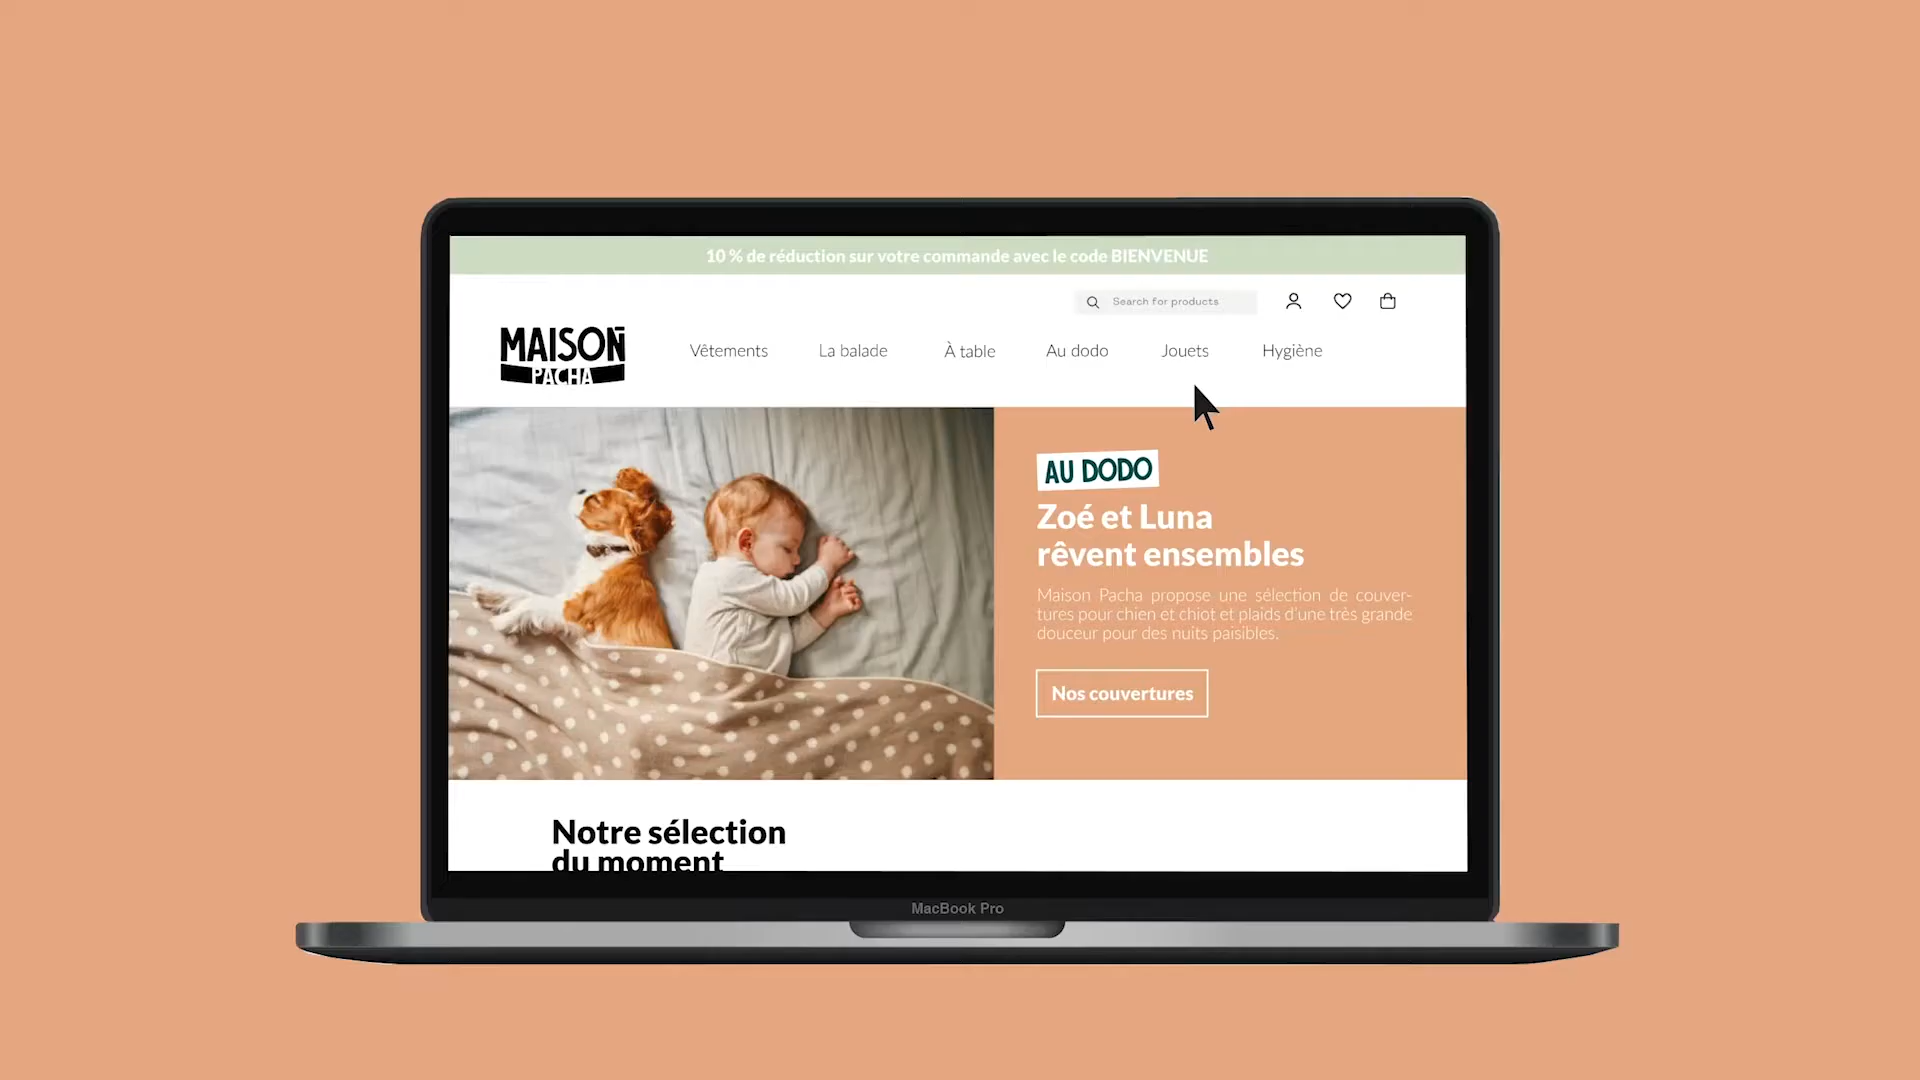 10 % de réduction sur votre commande avec le code BIENVENUE
Search for products
MAISON
PACHA
Vêtements
La balade
À table
Au dodo
Jouets
Hygiène
AU DODO
Zoé et Luna
rêvent ensembles
Maison Pacha propose une sélection de couver-
tures pour chien et chiot et plaids d'une très grande
douceur pour des nuits paisibles.
Nos couvertures
Notre sélection
du moment
MacBook Pro